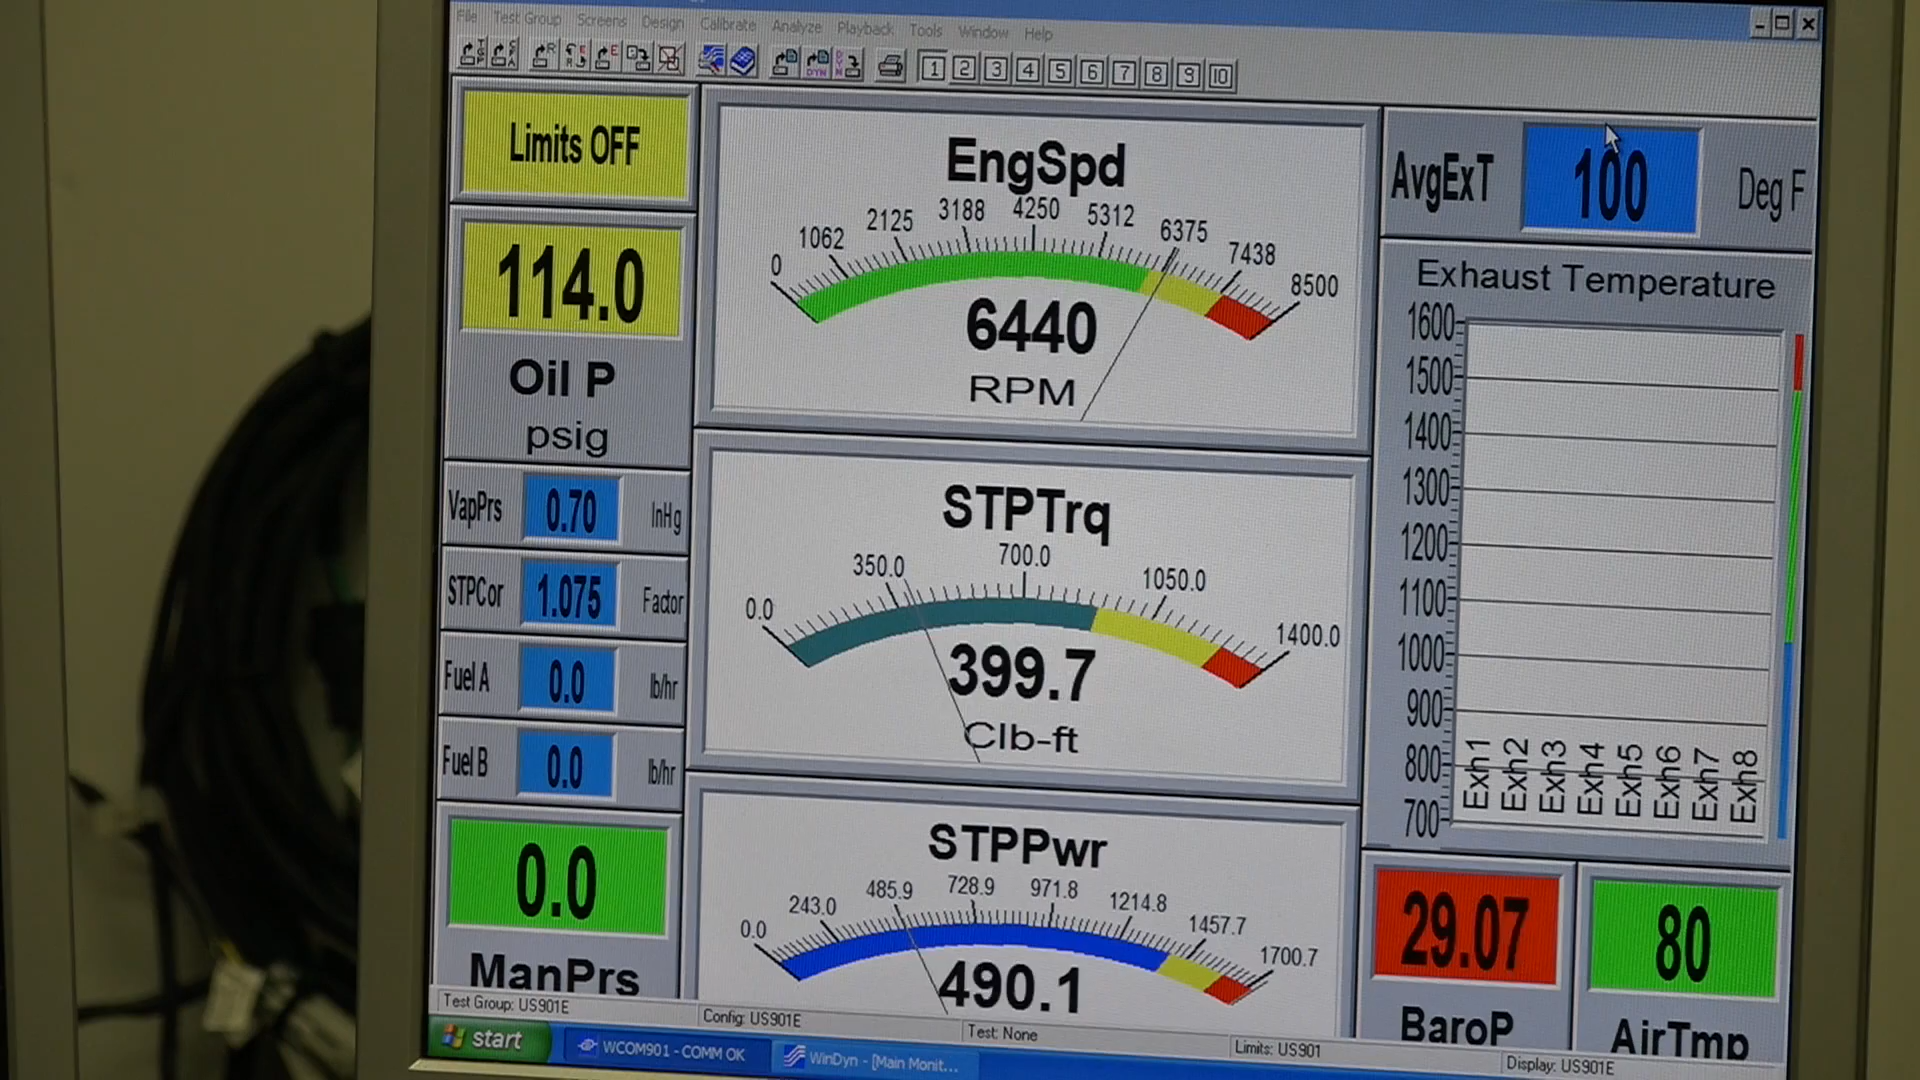 File Test Group Screens Design Calibrate Analyze Playback Tools Window Help
1 2 3 4 5 6 7 8 9 10
Limits OFF
114.0
Oil P
psig
VapPrs 0.70 InHg
STPCor 1.075 Factor
Fuel A 0.0 lb/hr
Fuel B 0.0 lb/hr
0.0
ManPrs
EngSpd
0 1062 2125 3188 4250 5312 6375 7438 8500
6440
RPM
STPTrq
0.0 350.0 700.0 1050.0 1400.0
399.7
Clb-ft
STPPwr
0.0 243.0 485.9 728.9 971.8 1214.8 1457.7 1700.7
490.1
AvgExT 100 Deg F
Exhaust Temperature
1600
1500
1400
1300
1200
1100
1000
900
800
700
Exh1 Exh2 Exh3 Exh4 Exh5 Exh6 Exh7 Exh8
29.07
BaroP
80
AirTmp
Test Group: US901E Config: US901E Test: None Limits: US901 Display: US901E
start WCOM901 - COMM OK WinDyn - [Main Monit...